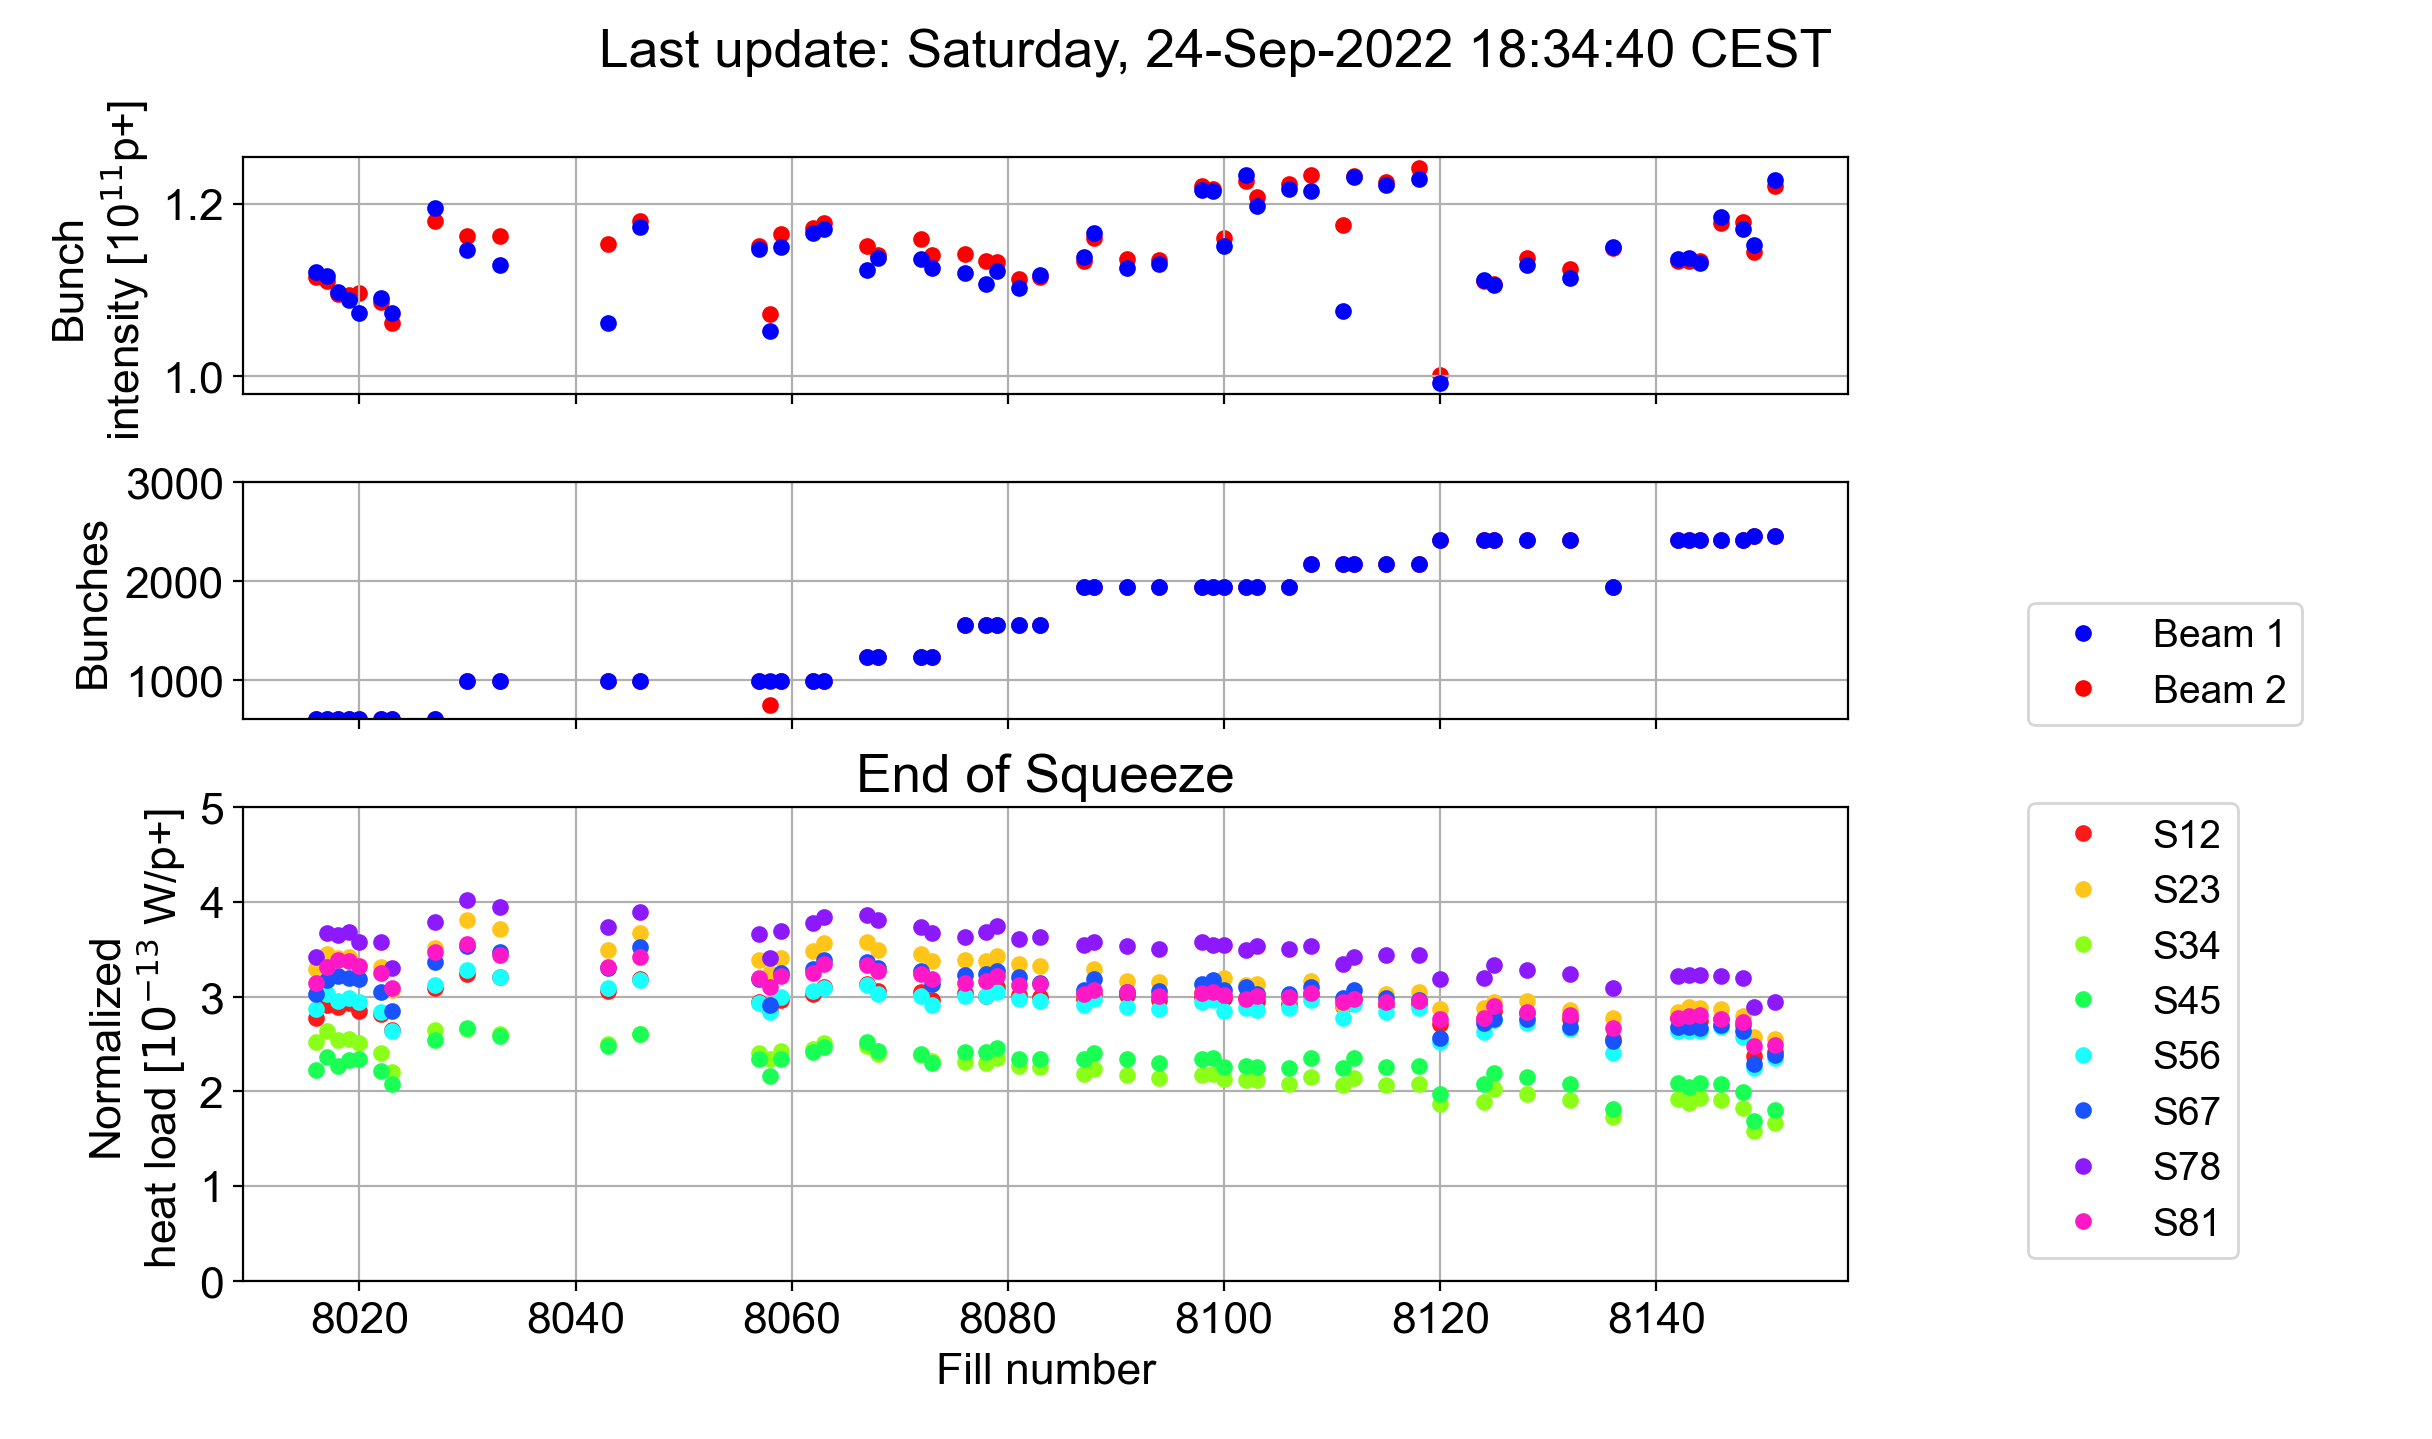 Last update: Saturday, 24-Sep-2022 18:34:40 CEST
Bunch
intensity [10¹¹p+]
1.2
1.0
Bunches
3000
2000
1000
Beam 1
Beam 2
End of Squeeze
Normalized
heat load [10⁻¹³ W/p+]
5
4
3
2
1
0
8020 8040 8060 8080 8100 8120 8140
Fill number
S12
S23
S34
S45
S56
S67
S78
S81